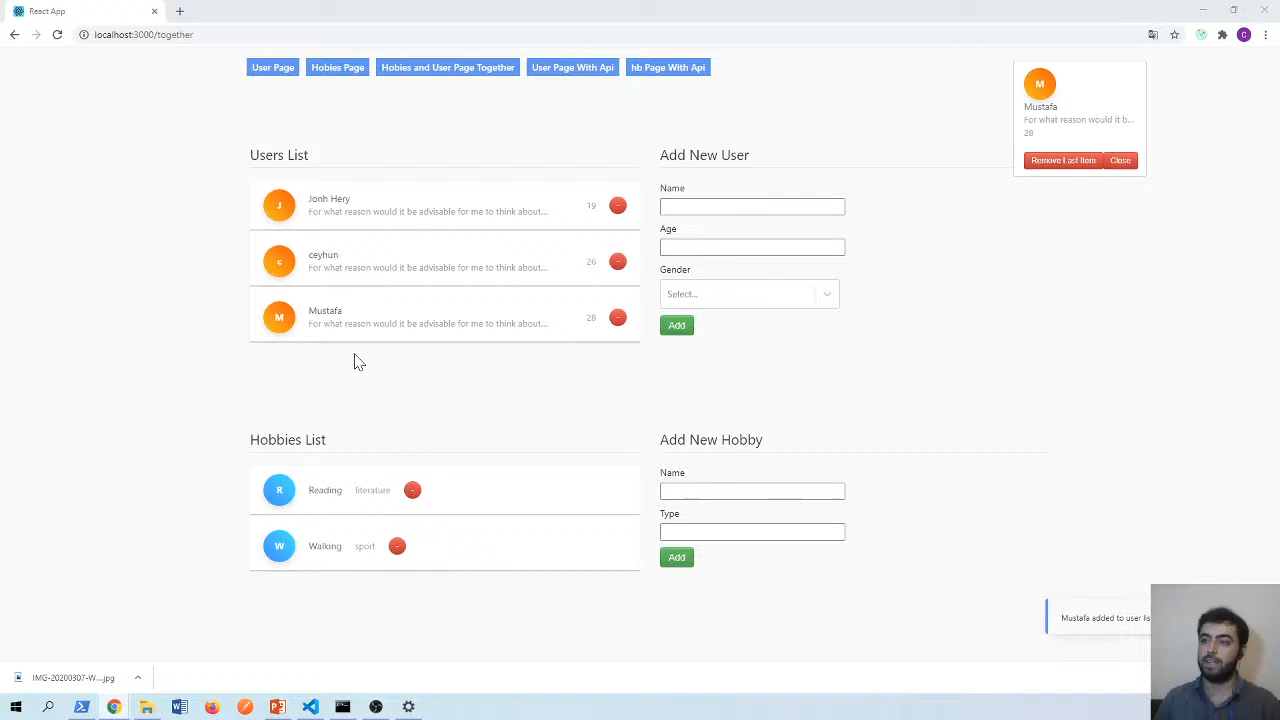 React App
localhost:3000/together
User Page
Hobies Page
Hobies and User Page Together
User Page With Api
hb Page With Api
M
Mustafa
For what reason would it b...
28
Remove Last Item
Close
Users List
J
Jonh Hery
For what reason would it be advisable for me to think about...
19
-
c
ceyhun
For what reason would it be advisable for me to think about...
26
-
M
Mustafa
For what reason would it be advisable for me to think about...
28
-
Add New User
Name
Age
Gender
Select...
Add
Hobbies List
R
Reading
literature
-
W
Walking
sport
-
Add New Hobby
Name
Type
Add
Mustafa added to user lis
IMG-20200307-W....jpg